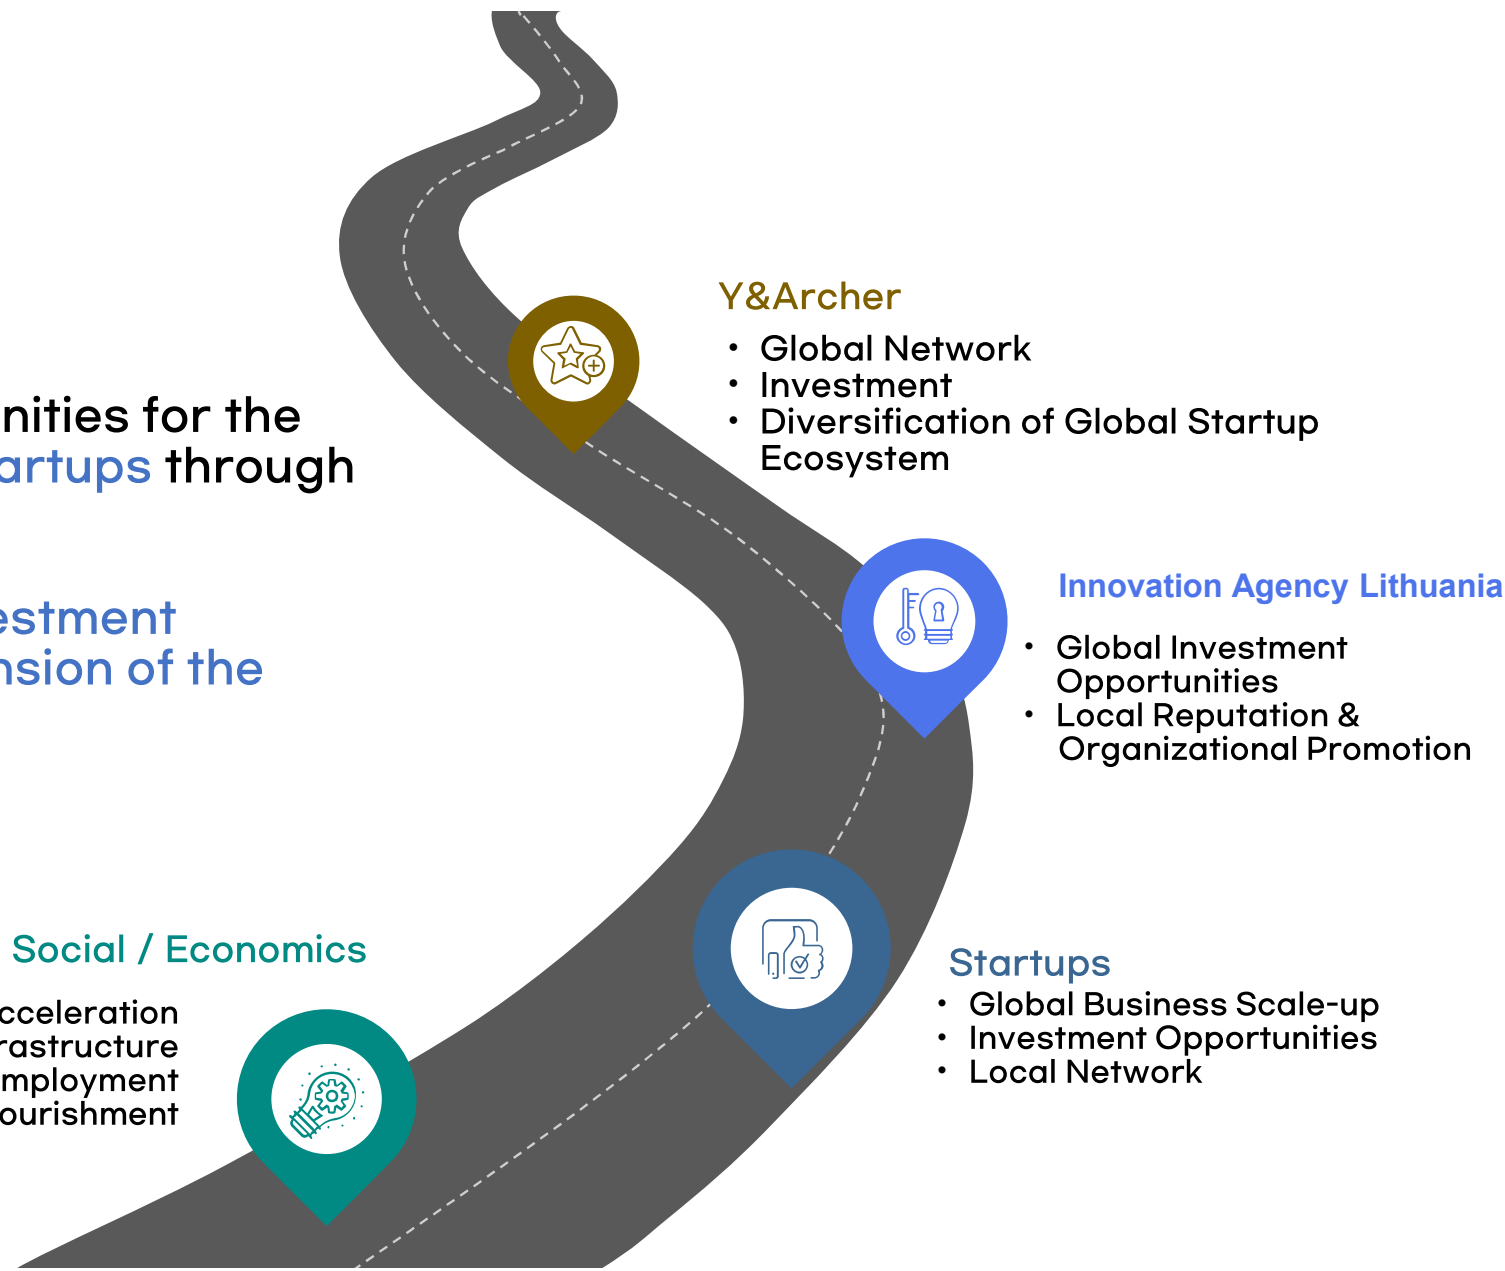 Y&Archer
• Global Network
• Investment
• Diversification of Global Startup
Ecosystem
nities for the
artups through
estment
nsion of the
Innovation Agency Lithuania
• Global Investment
Opportunities
• Local Reputation &
Organizational Promotion
Social / Economics
cceleration
rastructure
mployment
ourishment
Startups
• Global Business Scale-up
• Investment Opportunities
• Local Network